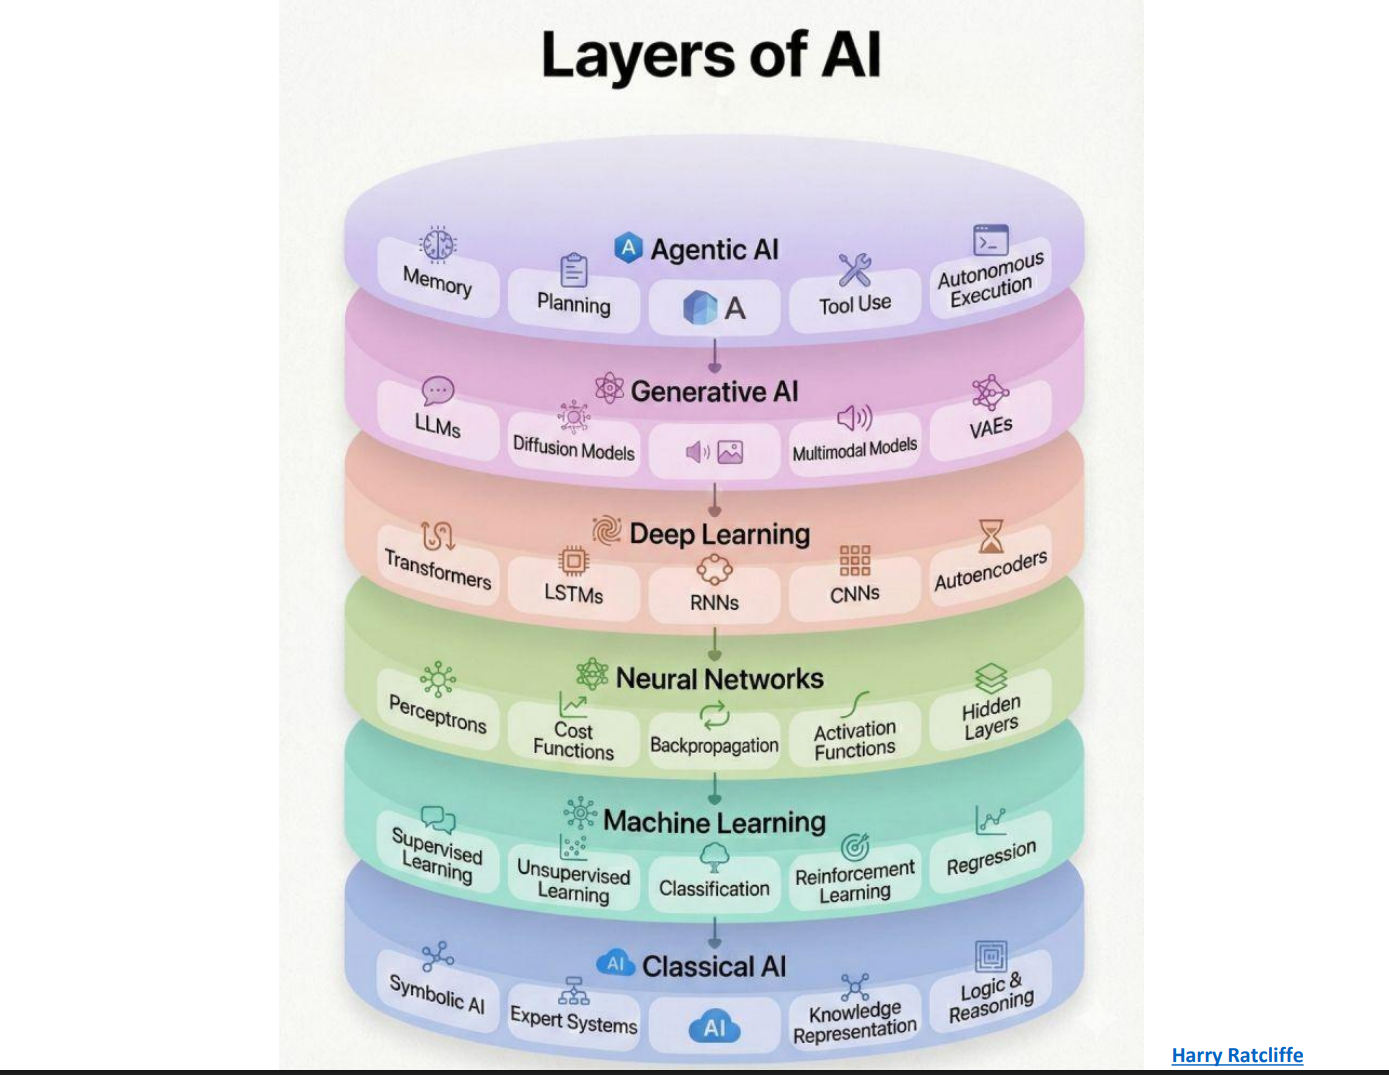 Layers of AI
A Agentic AI
Memory
Planning
A
Tool Use
Autonomous
Execution
Generative AI
LLMs
Diffusion Models
Multimodal Models
VAEs
Deep Learning
Transformers
LSTMs
RNNs
CNNs
Autoencoders
Neural Networks
Perceptrons
Cost
Functions
Backpropagation
Activation
Functions
Hidden
Layers
Machine Learning
Supervised
Learning
Unsupervised
Learning
Classification
Reinforcement
Learning
Regression
AI Classical AI
Symbolic AI
Expert Systems
AI
Knowledge
Representation
Logic &
Reasoning
Harry Ratcliffe